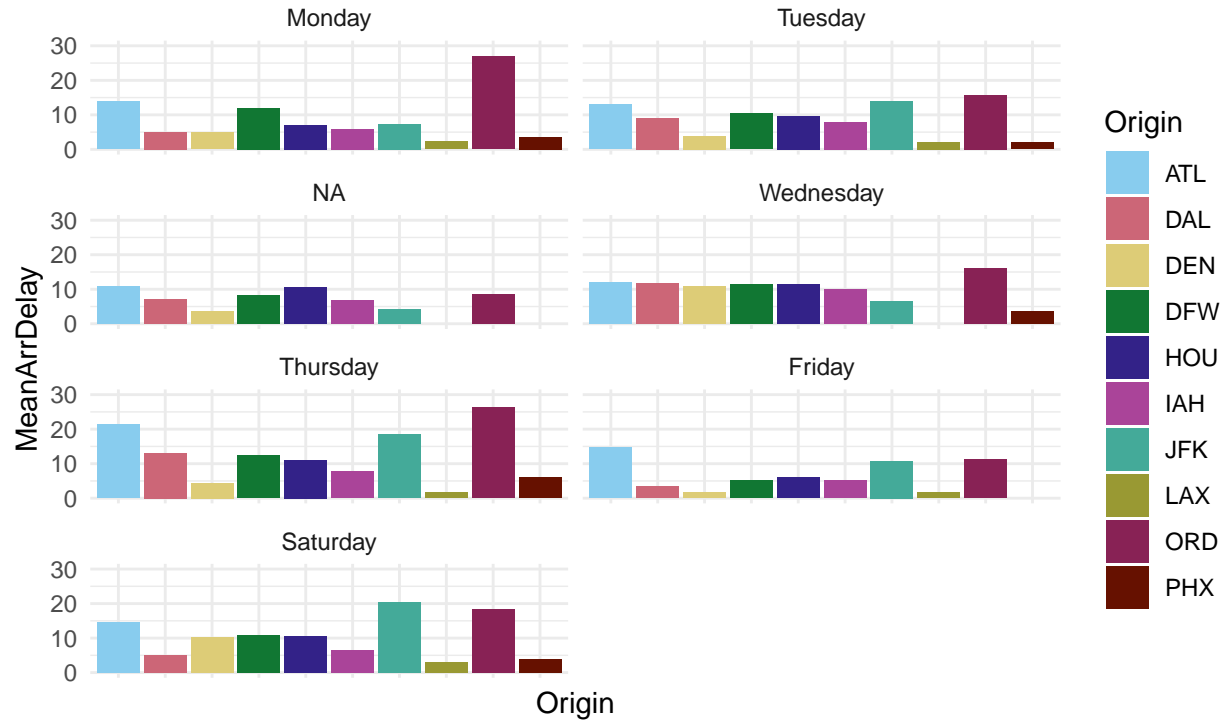 Monday
Tuesday
30
20
10
0
NA
Wednesday
30
20
10
0
Thursday
Friday
30
20
10
0
Saturday
30
20
10
0
MeanArrDelay
Origin
Origin
ATL
DAL
DEN
DFW
HOU
IAH
JFK
LAX
ORD
PHX